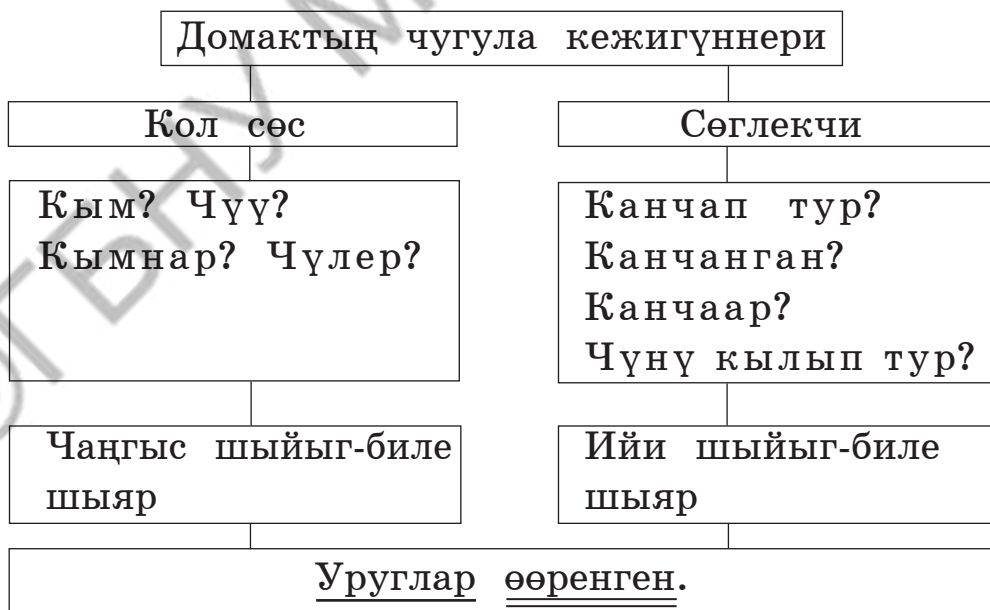 Домактың чугула кежигүннери
Кол сөс
Сөглекчи
Кым? Чүү?
Кымнар? Чүлер?
Канчап тур?
Канчанган?
Канчаар?
Чүнү кылып тур?
Чаңгыс шыйыг-биле
шыяр
Ийи шыйыг-биле
шыяр
Уруглар өөренген.